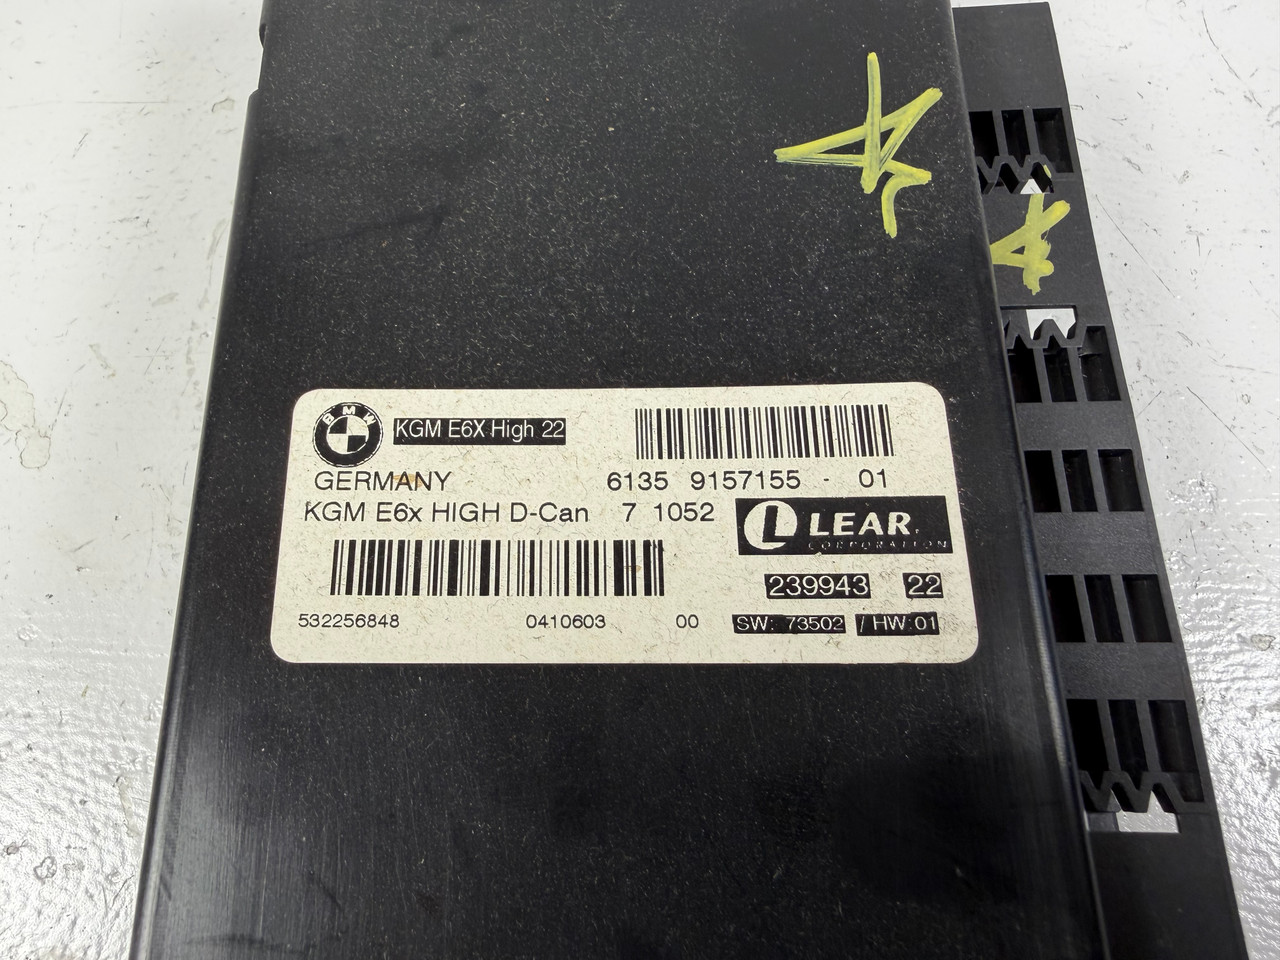 BMW
KGM E6X High 22
GERMANY
6135 9157155 - 01
KGM E6x HIGH D-Can 7 1052
L LEAR.
CORPORATION
239943 22
532256848 0410603 00
SW: 73502 / HW:01